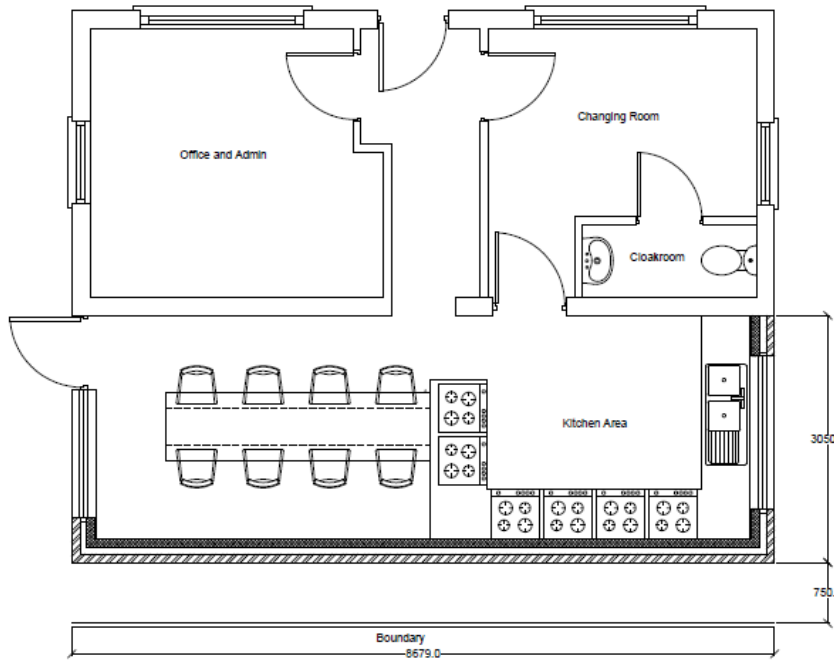 Changing Room
Office and Admin
Cloakroom
Kitchen Area
3050
750.
Boundary
8679.0